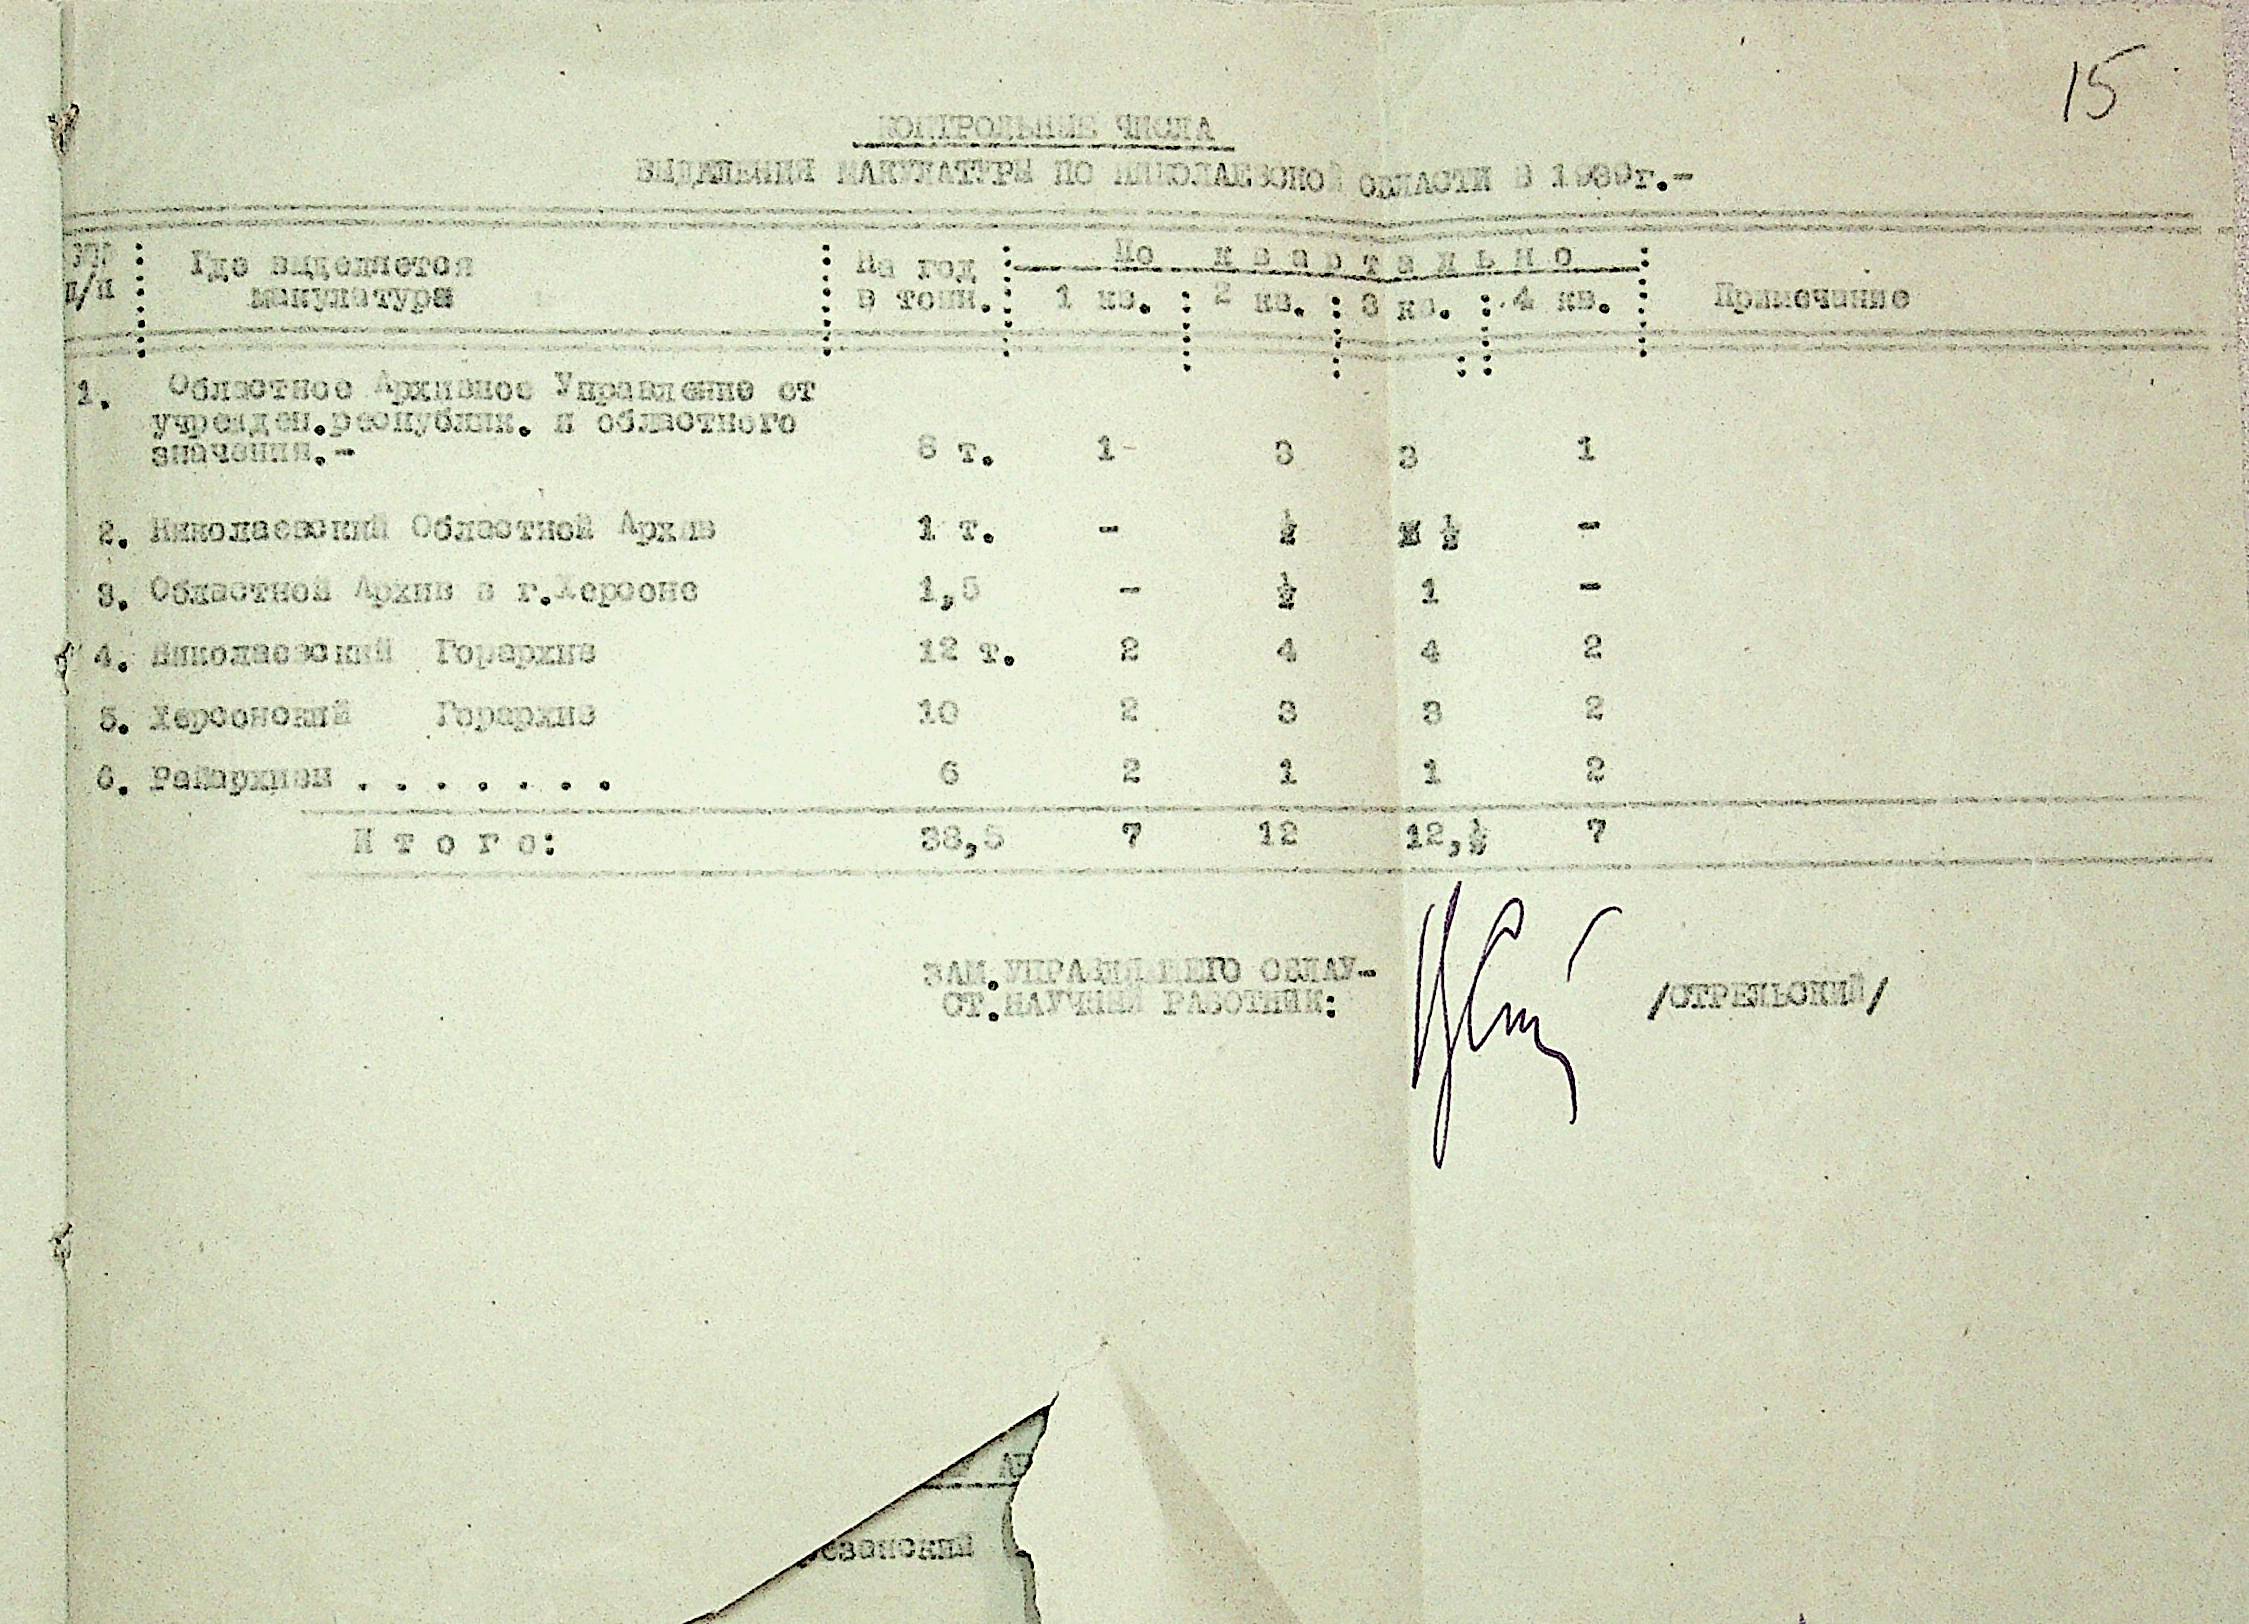 15
КОНТРОЛЬНЫЕ ЧИСЛА
ВЫДЕЛЕНИЯ МАКУЛАТУРЫ ПО НИКОЛАЕВСКОЙ ОБЛАСТИ В 1939г.-
№№ Где выделяется На год По квартально
п/п макулатура в тонн. 1 кв. 2 кв. 3 кв. 4 кв. Примечание
1. Областное Архивное Управление от
учрежден.республик. и областного
значения.- 8 т. 1 3 3 1
2. Николаевский Областной Архив 1 т. - ½ ½ -
3. Областной Архив в г.Херсоне 1,5 - ½ 1 -
4. Николаевский Горархив 12 т. 2 4 4 2
5. Херсонский Горархив 10 2 3 3 2
6. Райархивы . . . . . . . 6 2 1 1 2
И т о г о: 38,5 7 12 12,½ 7
ЗАМ.УПРАВЛЯЮЩЕГО ОБЛАУ-
СТ.НАУЧНЫЙ РАБОТНИК: /СТРЕЛЬСКИЙ/